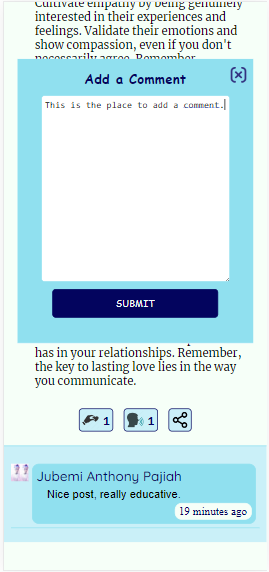 Cultivate empathy by being genuinely
interested in their experiences and
feelings. Validate their emotions and
show compassion, even if you don't
necessarily agree. Remember
Add a Comment
This is the place to add a comment.
SUBMIT
has in your relationships. Remember,
the key to lasting love lies in the way
you communicate.
1
1
Jubemi Anthony Pajiah
Nice post, really educative.
19 minutes ago